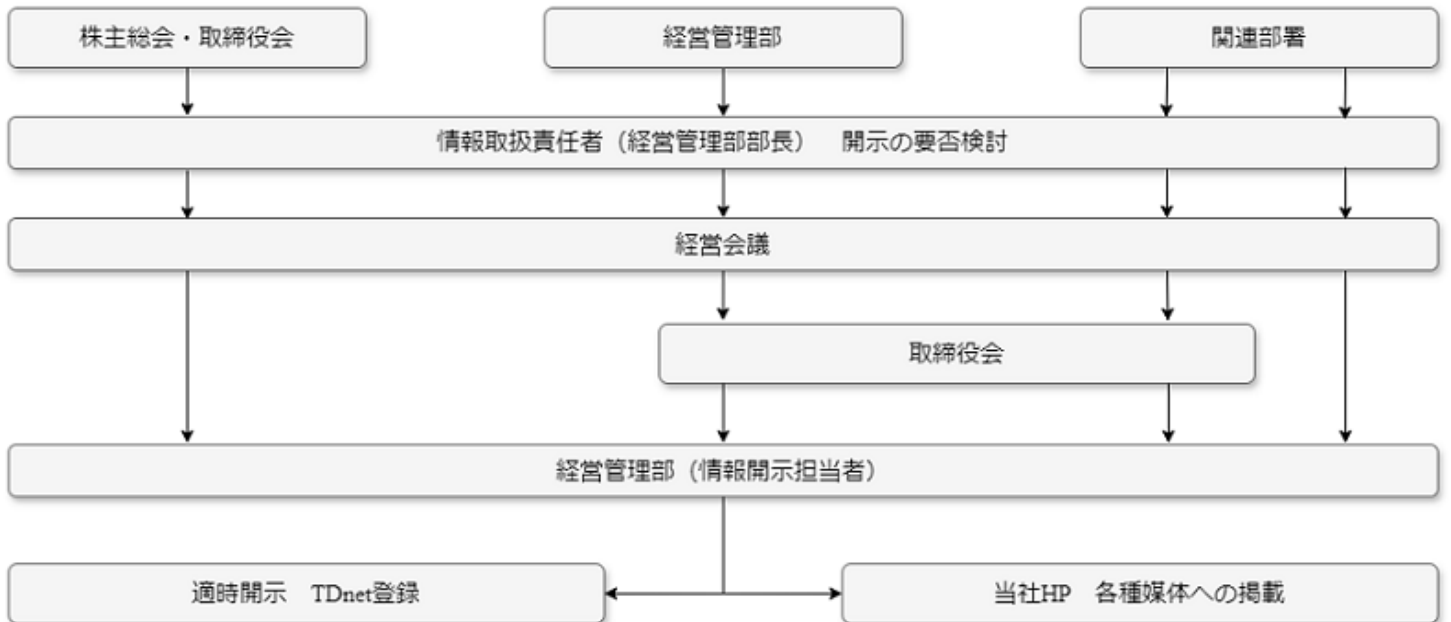 株主総会・取締役会
経営管理部
関連部署
情報取扱責任者（経営管理部部長）　開示の要否検討
経営会議
取締役会
経営管理部（情報開示担当者）
適時開示　TDnet登録
当社HP　各種媒体への掲載